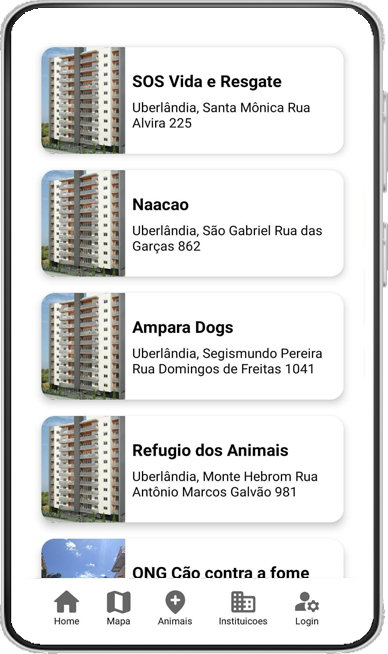 SOS Vida e Resgate
Uberlândia, Santa Mônica Rua
Alvira 225
Naacao
Uberlândia, São Gabriel Rua das
Garças 862
Ampara Dogs
Uberlândia, Segismundo Pereira
Rua Domingos de Freitas 1041
Refugio dos Animais
Uberlândia, Monte Hebrom Rua
Antônio Marcos Galvão 981
ONG Cão contra a fome
Home Mapa Animais Instituicoes Login